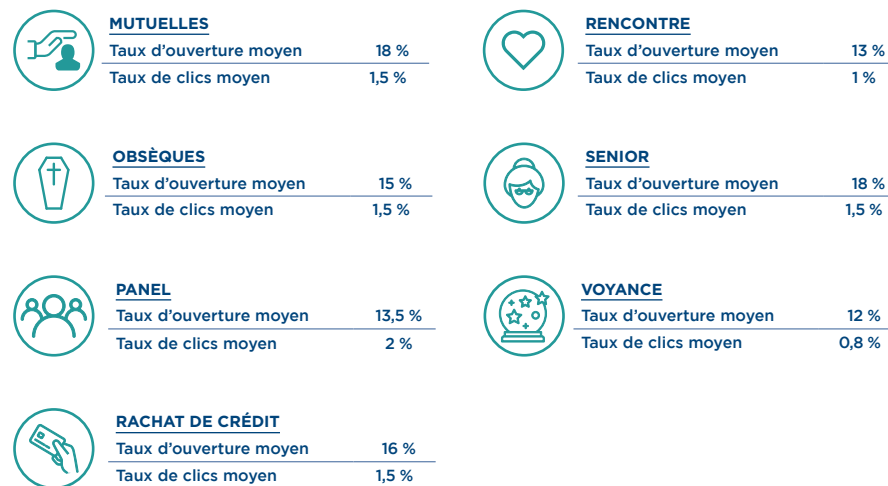 MUTUELLES
Taux d'ouverture moyen 18 %
Taux de clics moyen 1,5 %
OBSÈQUES
Taux d'ouverture moyen 15 %
Taux de clics moyen 1,5 %
PANEL
Taux d'ouverture moyen 13,5 %
Taux de clics moyen 2 %
RACHAT DE CRÉDIT
Taux d'ouverture moyen 16 %
Taux de clics moyen 1,5 %
RENCONTRE
Taux d'ouverture moyen 13 %
Taux de clics moyen 1 %
SENIOR
Taux d'ouverture moyen 18 %
Taux de clics moyen 1,5 %
VOYANCE
Taux d'ouverture moyen 12 %
Taux de clics moyen 0,8 %